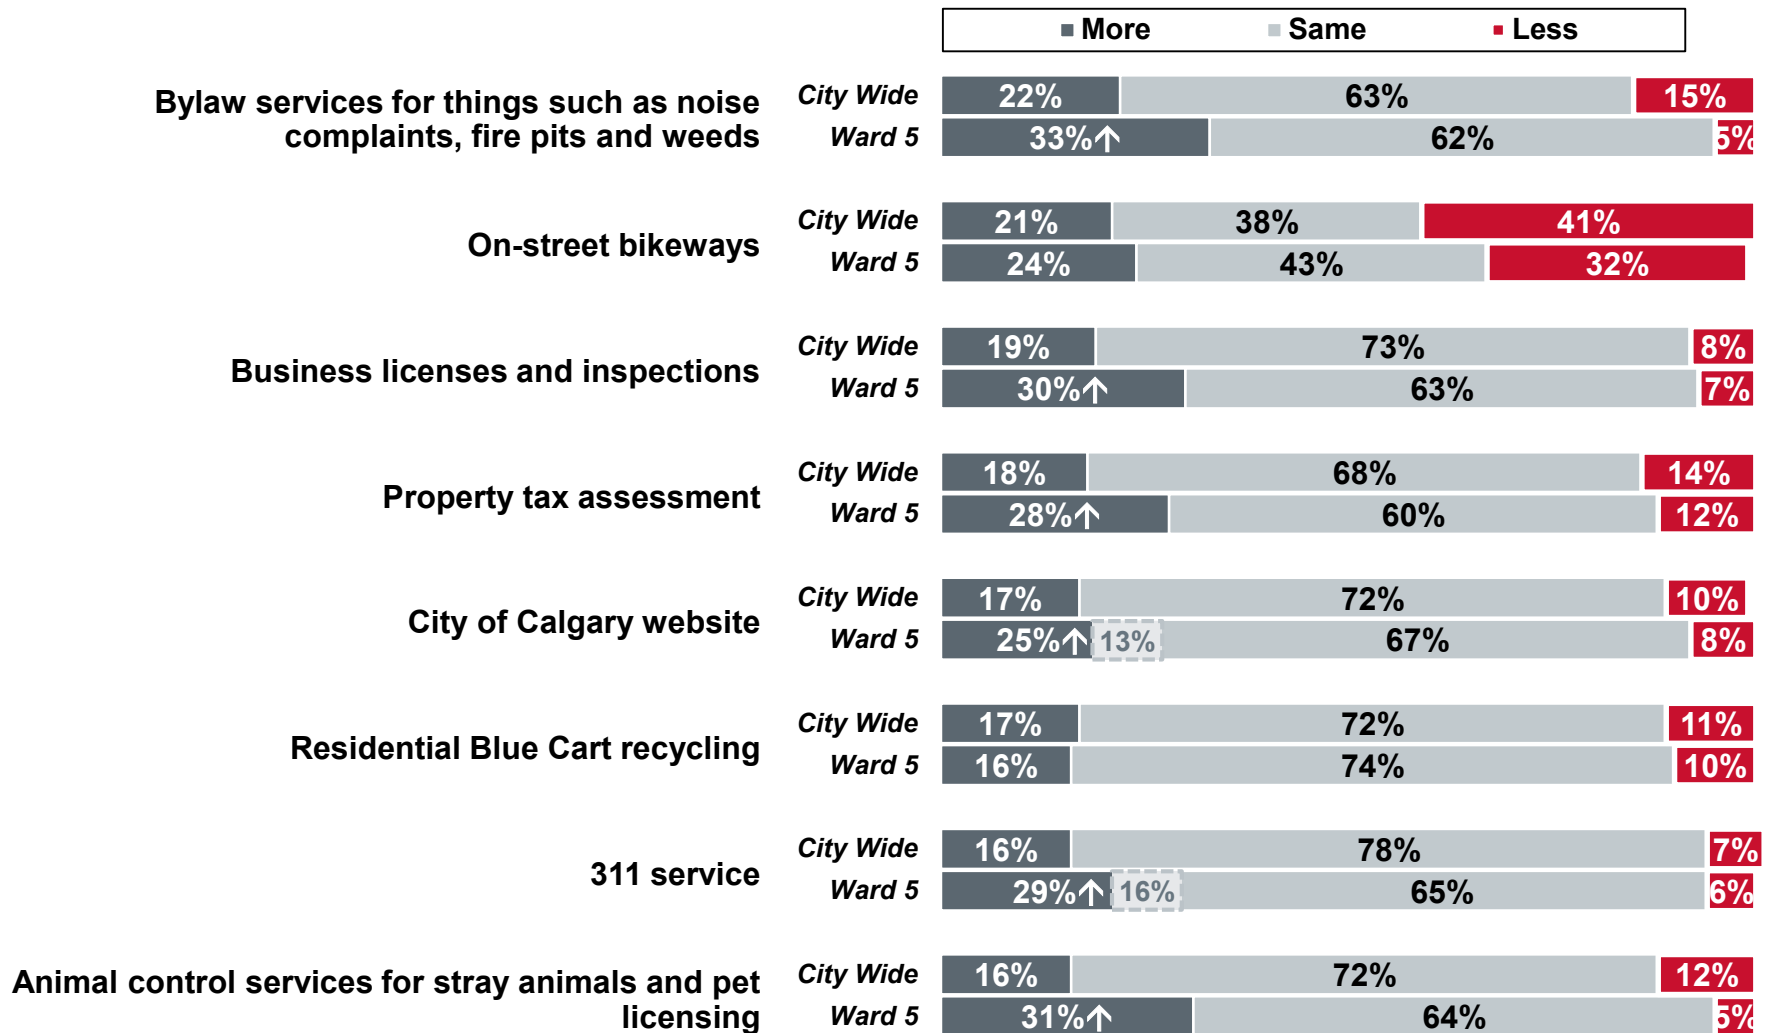 More Same Less
Bylaw services for things such as noise
complaints, fire pits and weeds
City Wide 22% 63% 15%
Ward 5 33%↑ 62% 5%
On-street bikeways
City Wide 21% 38% 41%
Ward 5 24% 43% 32%
Business licenses and inspections
City Wide 19% 73% 8%
Ward 5 30%↑ 63% 7%
Property tax assessment
City Wide 18% 68% 14%
Ward 5 28%↑ 60% 12%
City of Calgary website
City Wide 17% 72% 10%
Ward 5 25%↑ 13% 67% 8%
Residential Blue Cart recycling
City Wide 17% 72% 11%
Ward 5 16% 74% 10%
311 service
City Wide 16% 78% 7%
Ward 5 29%↑ 16% 65% 6%
Animal control services for stray animals and pet
licensing
City Wide 16% 72% 12%
Ward 5 31%↑ 64% 5%